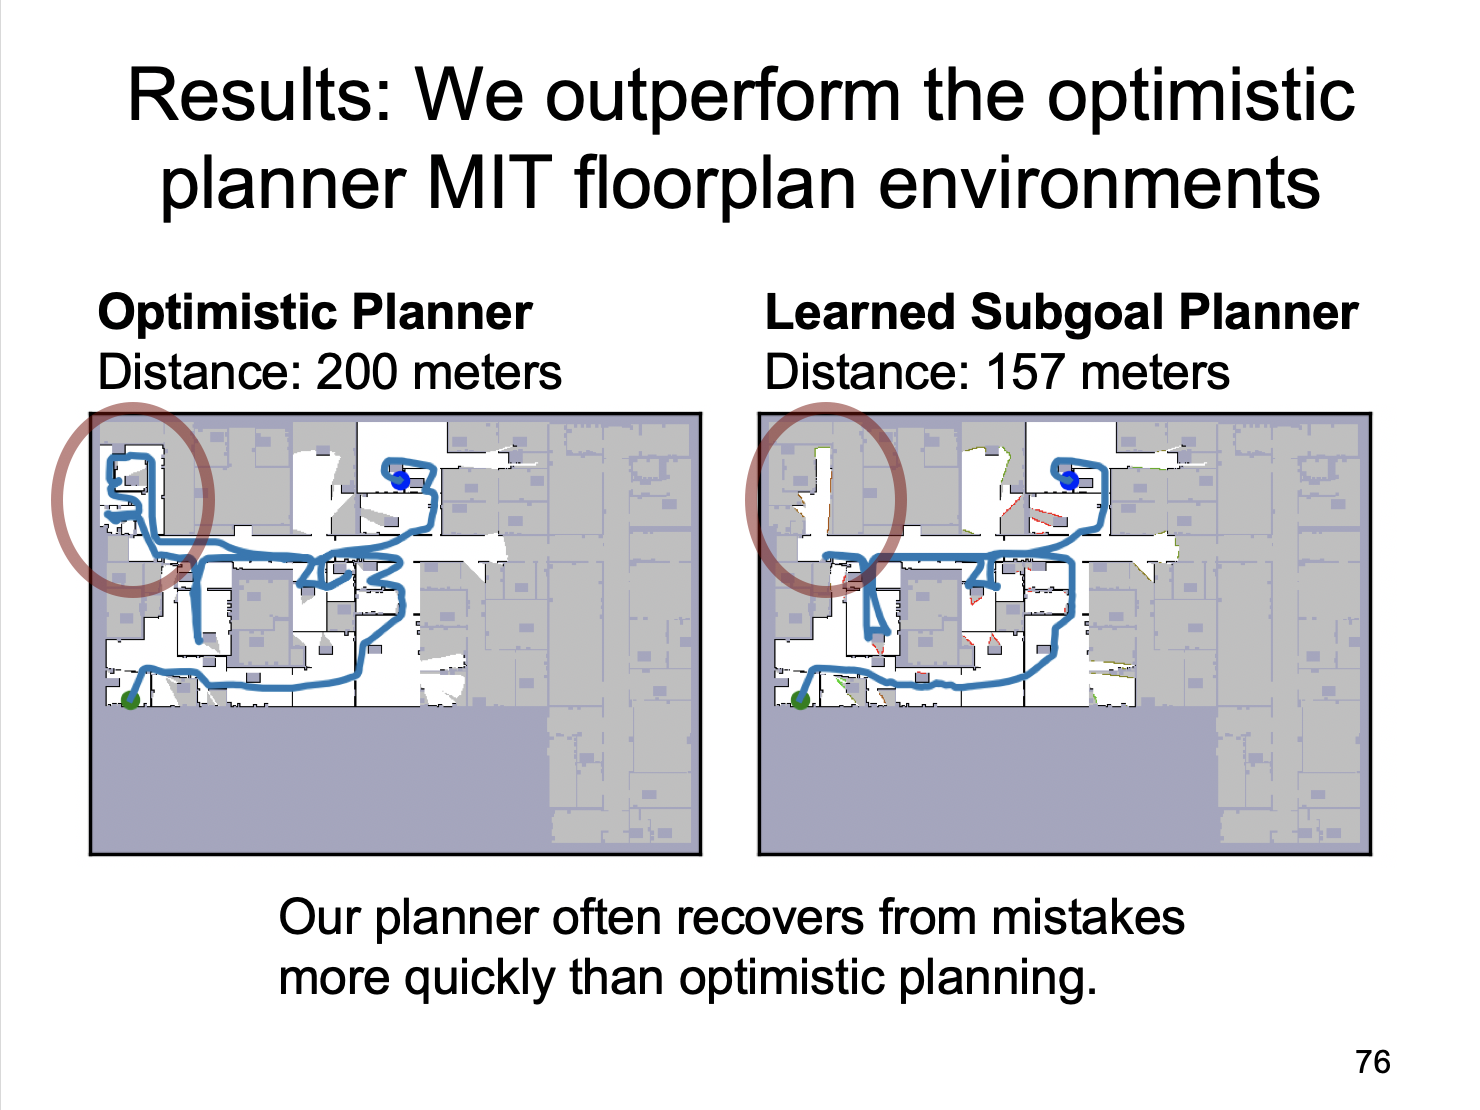 Results: We outperform the optimistic
planner MIT floorplan environments
Optimistic Planner
Distance: 200 meters
Learned Subgoal Planner
Distance: 157 meters
Our planner often recovers from mistakes
more quickly than optimistic planning.
76